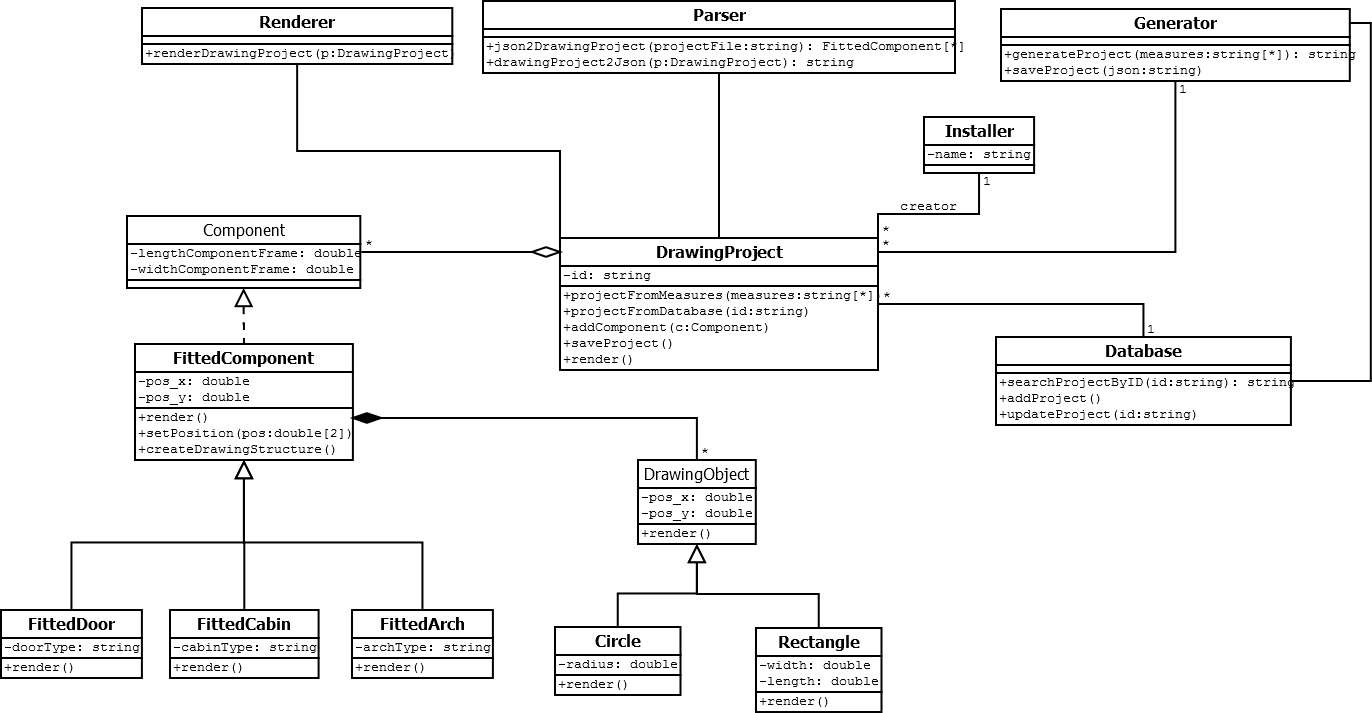 Renderer
+renderDrawingProject(p:DrawingProject)
Parser
+json2DrawingProject(projectFile:string): FittedComponent[*]
+drawingProject2Json(p:DrawingProject): string
Generator
+generateProject(measures:string[*]): string
+saveProject(json:string)
1
Installer
-name: string
1
creator
*
*
Component
-lengthComponentFrame: double
-widthComponentFrame: double
*
DrawingProject
-id: string
+projectFromMeasures(measures:string[*])
+projectFromDatabase(id:string)
+addComponent(c:Component)
+saveProject()
+render()
*
1
Database
+searchProjectByID(id:string): string
+addProject()
+updateProject(id:string)
FittedComponent
-pos_x: double
-pos_y: double
+render()
+setPosition(pos:double[2])
+createDrawingStructure()
*
DrawingObject
-pos_x: double
-pos_y: double
+render()
FittedDoor
-doorType: string
+render()
FittedCabin
-cabinType: string
+render()
FittedArch
-archType: string
+render()
Circle
-radius: double
+render()
Rectangle
-width: double
-length: double
+render()